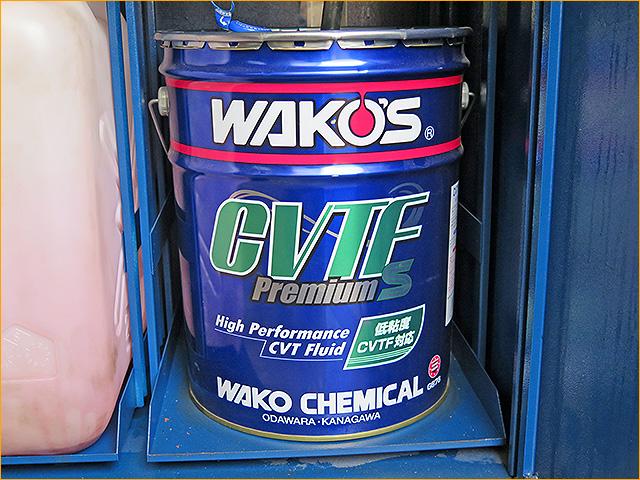 WAKO'S®
CVTF
Premium S
High Performance
CVT Fluid
低粘度
CVTF対応
WAKO CHEMICAL
G876
ODAWARA・KANAGAWA